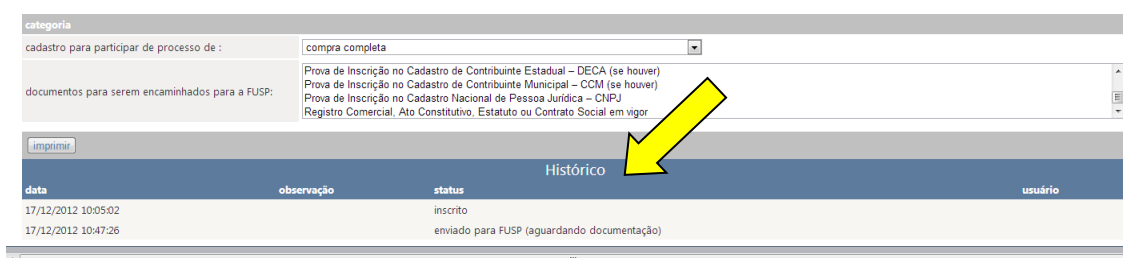 categoria
cadastro para participar de processo de : compra completa
documentos para serem encaminhados para a FUSP:
Prova de Inscrição no Cadastro de Contribuinte Estadual – DECA (se houver)
Prova de Inscrição no Cadastro de Contribuinte Municipal – CCM (se houver)
Prova de Inscrição no Cadastro Nacional de Pessoa Jurídica – CNPJ
Registro Comercial, Ato Constitutivo, Estatuto ou Contrato Social em vigor
imprimir
Histórico
data observação status usuário
17/12/2012 10:05:02 inscrito
17/12/2012 10:47:26 enviado para FUSP (aguardando documentação)